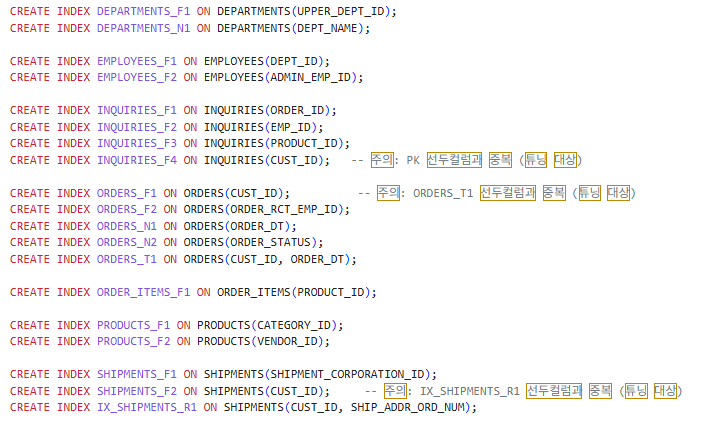 CREATE INDEX DEPARTMENTS_F1 ON DEPARTMENTS(UPPER_DEPT_ID);
CREATE INDEX DEPARTMENTS_N1 ON DEPARTMENTS(DEPT_NAME);
CREATE INDEX EMPLOYEES_F1 ON EMPLOYEES(DEPT_ID);
CREATE INDEX EMPLOYEES_F2 ON EMPLOYEES(ADMIN_EMP_ID);
CREATE INDEX INQUIRIES_F1 ON INQUIRIES(ORDER_ID);
CREATE INDEX INQUIRIES_F2 ON INQUIRIES(EMP_ID);
CREATE INDEX INQUIRIES_F3 ON INQUIRIES(PRODUCT_ID);
CREATE INDEX INQUIRIES_F4 ON INQUIRIES(CUST_ID);   -- 주의: PK 선두컬럼과 중복 (튜닝 대상)
CREATE INDEX ORDERS_F1 ON ORDERS(CUST_ID);          -- 주의: ORDERS_T1 선두컬럼과 중복 (튜닝 대상)
CREATE INDEX ORDERS_F2 ON ORDERS(ORDER_RCT_EMP_ID);
CREATE INDEX ORDERS_N1 ON ORDERS(ORDER_DT);
CREATE INDEX ORDERS_N2 ON ORDERS(ORDER_STATUS);
CREATE INDEX ORDERS_T1 ON ORDERS(CUST_ID, ORDER_DT);
CREATE INDEX ORDER_ITEMS_F1 ON ORDER_ITEMS(PRODUCT_ID);
CREATE INDEX PRODUCTS_F1 ON PRODUCTS(CATEGORY_ID);
CREATE INDEX PRODUCTS_F2 ON PRODUCTS(VENDOR_ID);
CREATE INDEX SHIPMENTS_F1 ON SHIPMENTS(SHIPMENT_CORPORATION_ID);
CREATE INDEX SHIPMENTS_F2 ON SHIPMENTS(CUST_ID);     -- 주의: IX_SHIPMENTS_R1 선두컬럼과 중복 (튜닝 대상)
CREATE INDEX IX_SHIPMENTS_R1 ON SHIPMENTS(CUST_ID, SHIP_ADDR_ORD_NUM);